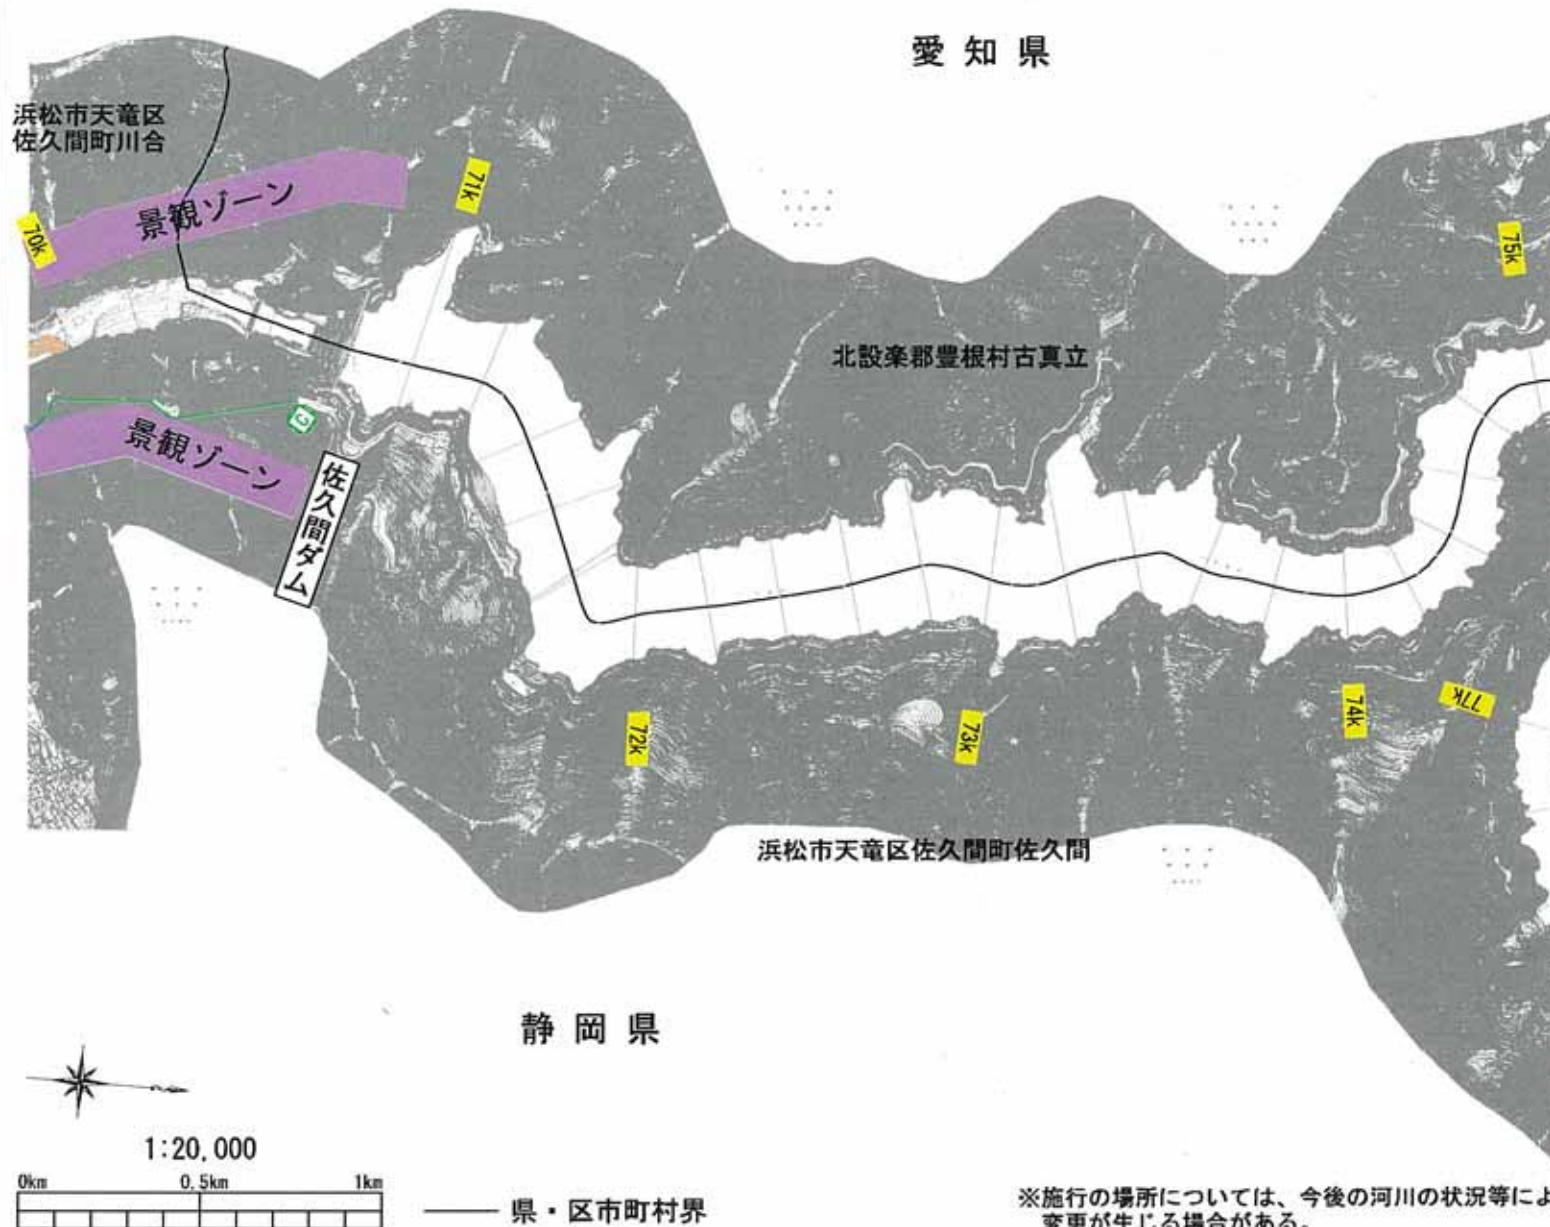 愛知県
浜松市天竜区
佐久間町川合
景観ゾーン
70k
71k
75k
北設楽郡豊根村古真立
景観ゾーン
佐久間ダム
72k
73k
74k
77k
浜松市天竜区佐久間町佐久間
静岡県
1:20,000
0km 0.5km 1km
県・区市町村界
※施行の場所については、今後の河川の状況等によ
変更が生じる場合がある。